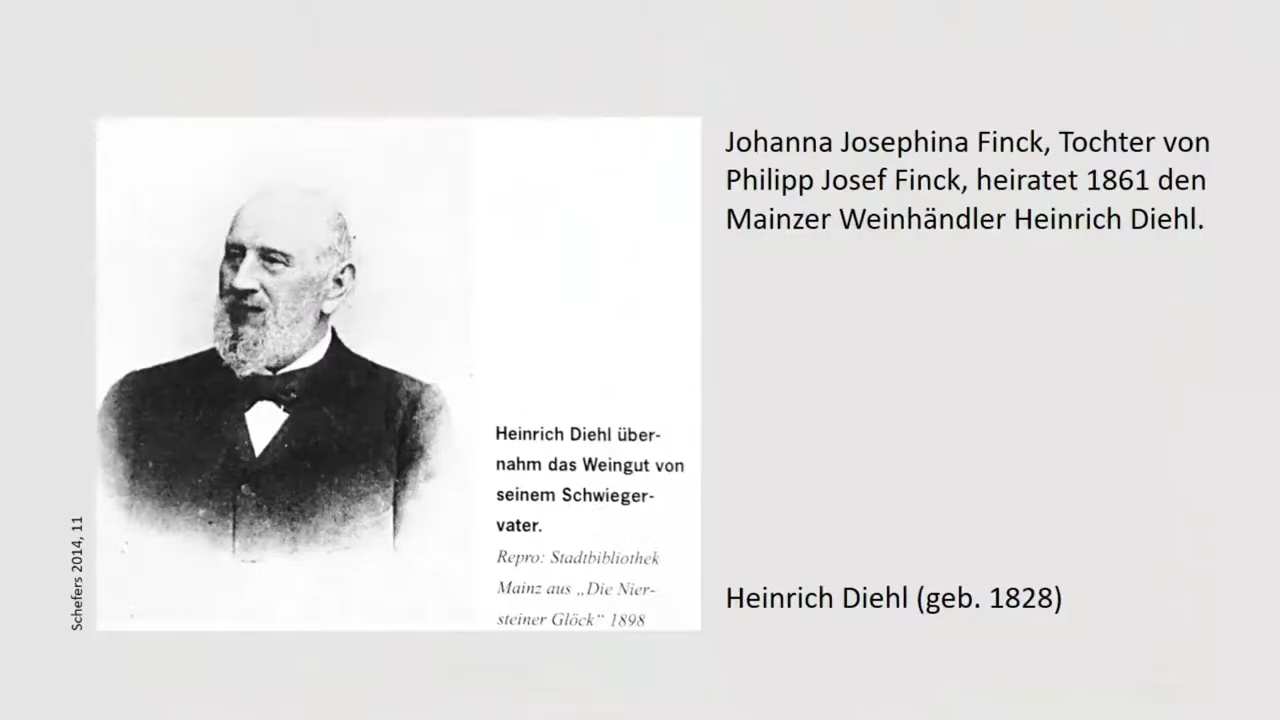 Johanna Josephina Finck, Tochter von
Philipp Josef Finck, heiratet 1861 den
Mainzer Weinhändler Heinrich Diehl.
Heinrich Diehl über-
nahm das Weingut von
seinem Schwieger-
vater.
Repro: Stadtbibliothek
Mainz aus „Die Nier-
steiner Glöck“ 1898
Schefers 2014, 11
Heinrich Diehl (geb. 1828)